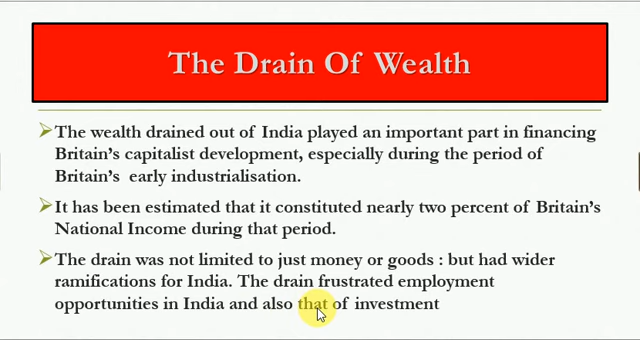 The Drain Of Wealth
The wealth drained out of India played an important part in financing
Britain's capitalist development, especially during the period of
Britain's early industrialisation.
It has been estimated that it constituted nearly two percent of Britain's
National Income during that period.
The drain was not limited to just money or goods : but had wider
ramifications for India. The drain frustrated employment
opportunities in India and also that of investment